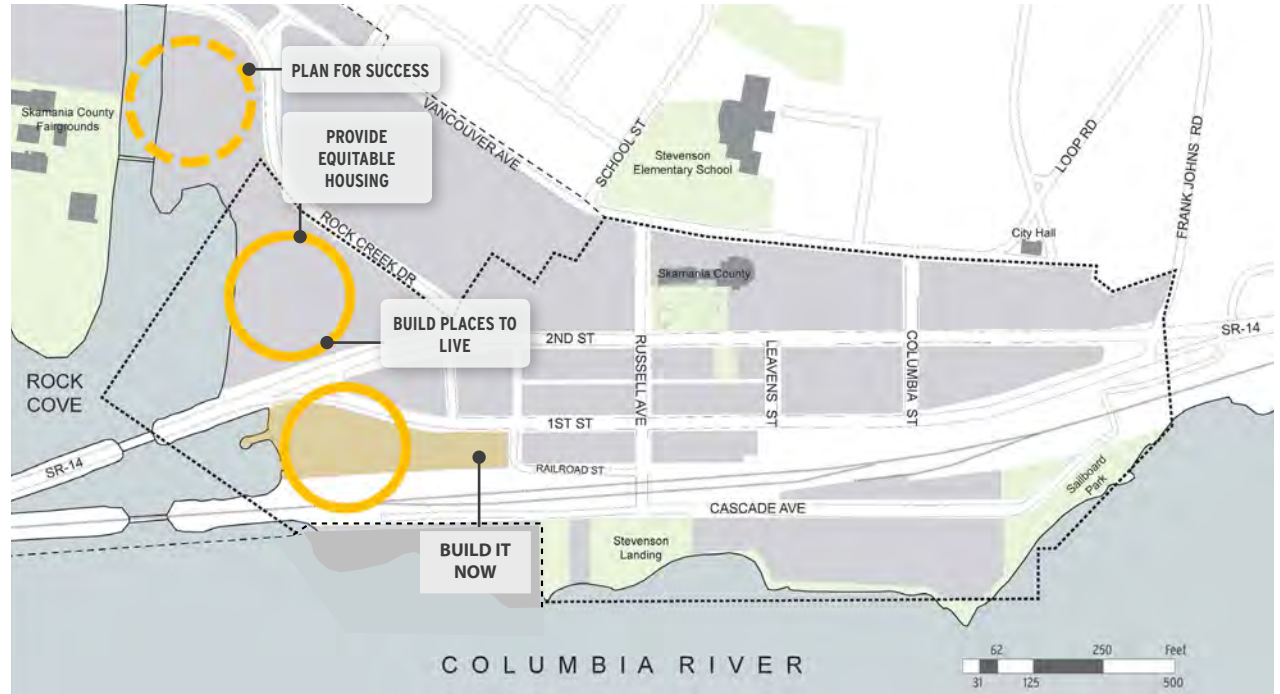 PLAN FOR SUCCESS
Skamania County
Fairgrounds
PROVIDE
EQUITABLE
HOUSING
VANCOUVER AVE
SCHOOL ST
Stevenson
Elementary School
LOOP RD
FRANK JOHNS RD
City Hall
ROCK CREEK DR
Skamania County
BUILD PLACES TO
LIVE
2ND ST
SR-14
RUSSELL AVE
LEAVENS ST
COLUMBIA ST
ROCK
COVE
1ST ST
SR-14
RAILROAD ST
Sailboard
Park
CASCADE AVE
BUILD IT
NOW
Stevenson
Landing
COLUMBIA RIVER
62 250 Feet
31 125 500